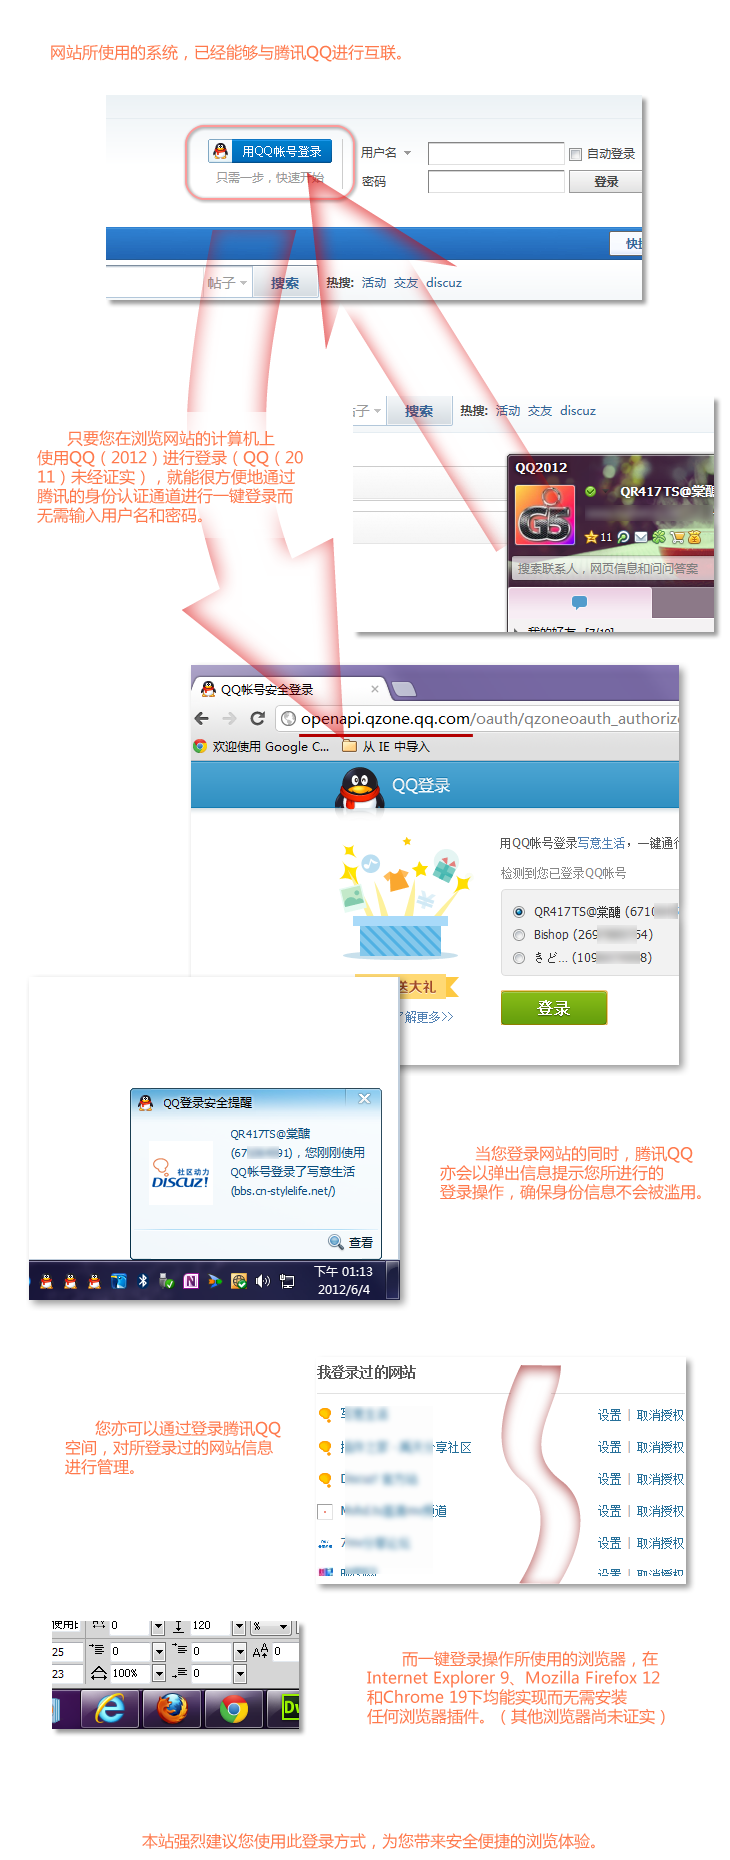 网站所使用的系统，已经能够与腾讯QQ进行互联。
用QQ帐号登录
只需一步，快速开始
用户名
自动登录
密码
登录
快捷
帖子
搜索
热搜: 活动 交友 discuz
帖子
搜索
热搜: 活动 交友 discuz
只要您在浏览网站的计算机上
使用QQ（2012）进行登录（QQ（20
11）未经证实），就能很方便地通过
腾讯的身份认证通道进行一键登录而
无需输入用户名和密码。
QQ2012
QR417TS@棠醣
G5
11
搜索联系人，网页信息和问问答案
我的好友 [7/10]
QQ帐号安全登录
openapi.qzone.qq.com/oauth/qzoneoauth_authorize
欢迎使用 Google C...
从 IE 中导入
QQ登录
用QQ帐号登录写意生活，一键通行
检测到您已登录QQ帐号
QR417TS@棠醣 (6710
Bishop (269 54)
きど... (109 8)
登录
送大礼
了解更多>>
QQ登录安全提醒
QR417TS@棠醣
(67 91)，您刚刚使用
QQ帐号登录了写意生活
(bbs.cn-stylelife.net/)
社区动力
DISCUZ!
查看
下午 01:13
2012/6/4
当您登录网站的同时，腾讯QQ
亦会以弹出信息提示您所进行的
登录操作，确保身份信息不会被滥用。
我登录过的网站
设置 | 取消授权
享社区 设置 | 取消授权
设置 | 取消授权
道 设置 | 取消授权
设置 | 取消授权
设置 | 取消授权
您亦可以通过登录腾讯QQ
空间，对所登录过的网站信息
进行管理。
使用
0 120 %
25 0 0 0
23 100% 0
Dw
而一键登录操作所使用的浏览器，在
Internet Explorer 9、Mozilla Firefox 12
和Chrome 19下均能实现而无需安装
任何浏览器插件。（其他浏览器尚未证实）
本站强烈建议您使用此登录方式，为您带来安全便捷的浏览体验。